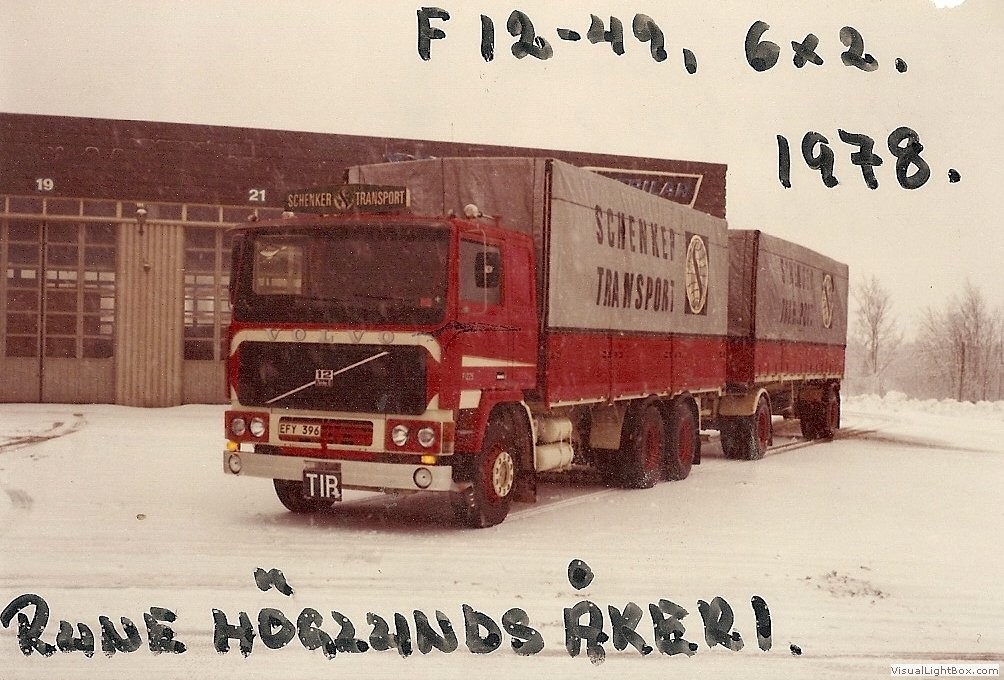 F 12-49, 6x2.
1978.
19
21
SCHENKER TRANSPORT
SCHENKER
TRANSPORT
VOLVO
12
EFY 396
TIR
RUNE HÖGLUNDS ÅKERI.
VisualLightBox.com